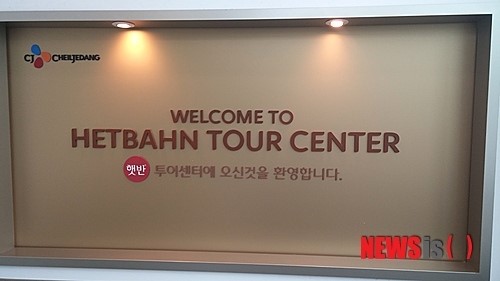 CJ CHEILJEDANG
WELCOME TO
HETBAHN TOUR CENTER
햇반 투어센터에 오신것을 환영합니다.
NEWSis( )